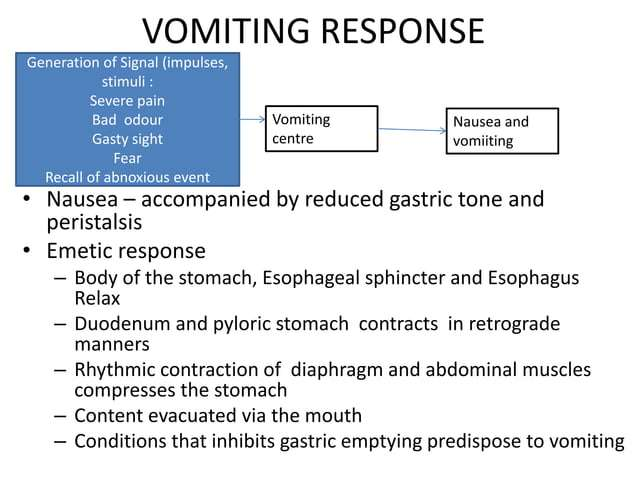 VOMITING RESPONSE
Generation of Signal (impulses,
stimuli :
Severe pain
Bad  odour
Gasty sight
Fear
Recall of abnoxious event
Vomiting
centre
Nausea and
vomiiting
• Nausea – accompanied by reduced gastric tone and
peristalsis
• Emetic response
– Body of the stomach, Esophageal sphincter and Esophagus
Relax
– Duodenum and pyloric stomach  contracts  in retrograde
manners
– Rhythmic contraction of  diaphragm and abdominal muscles
compresses the stomach
– Content evacuated via the mouth
– Conditions that inhibits gastric emptying predispose to vomiting